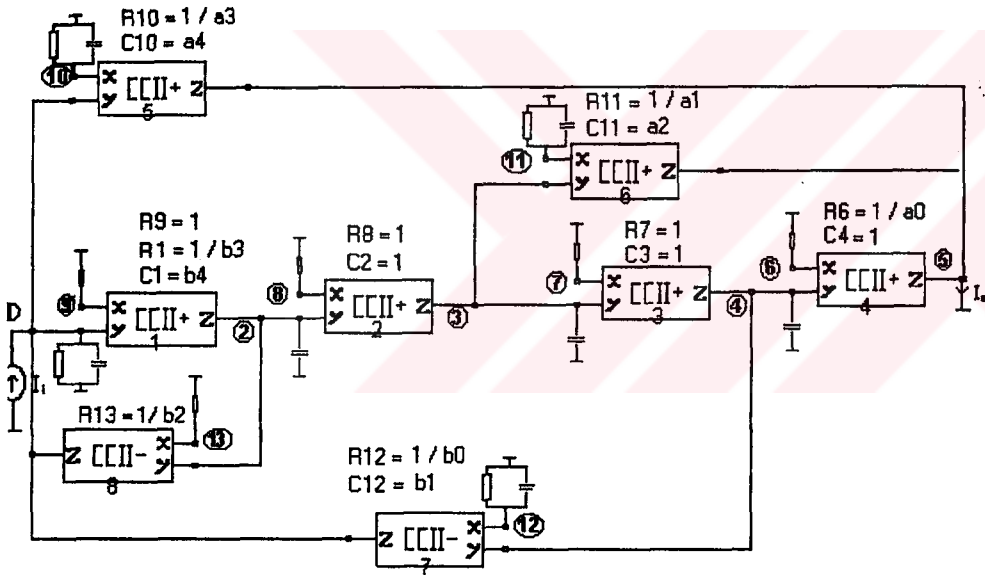 R10 = 1 / a3
C10 = a4
10
X
Y
CCII+
Z
5
R11 = 1 / a1
C11 = a2
11
X
Y
CCII+
Z
6
R9 = 1
R1 = 1 / b3
C1 = b4
9
D
X
Y
CCII+
Z
1
2
R8 = 1
C2 = 1
8
X
Y
CCII+
Z
2
3
R7 = 1
C3 = 1
7
X
Y
CCII+
Z
3
4
R6 = 1 / a0
C4 = 1
6
X
Y
CCII+
Z
4
5
I₁
R13 = 1/ b2
13
Z
CCII-
X
Y
8
R12 = 1 / b0
C12 = b1
12
Z
CCII-
X
Y
7